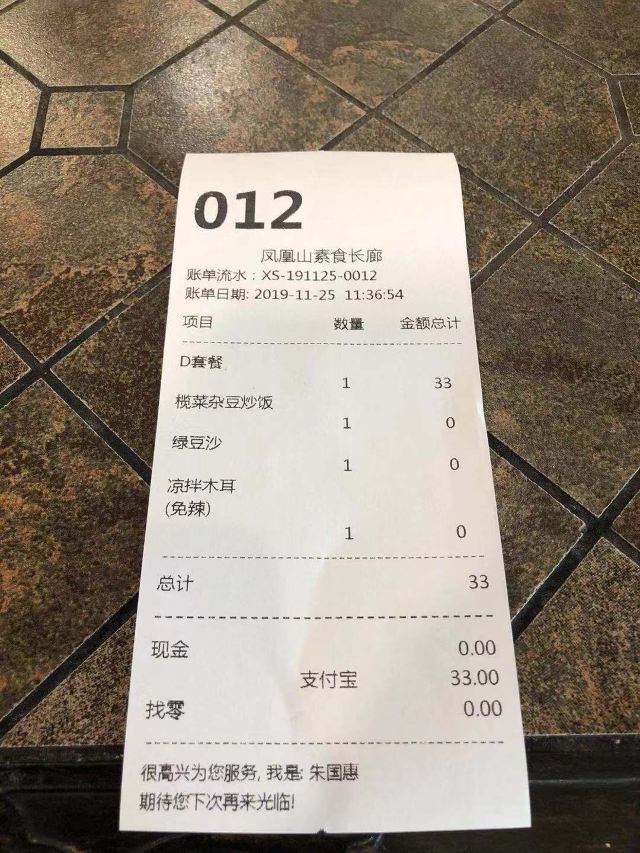 012
凤凰山素食长廊
账单流水：XS-191125-0012
账单日期: 2019-11-25 11:36:54
项目 数量 金额总计
D套餐
1 33
榄菜杂豆炒饭
1 0
绿豆沙
1 0
凉拌木耳
(免辣)
1 0
总计 33
现金 0.00
支付宝 33.00
找零 0.00
很高兴为您服务, 我是: 朱国惠
期待您下次再来光临!